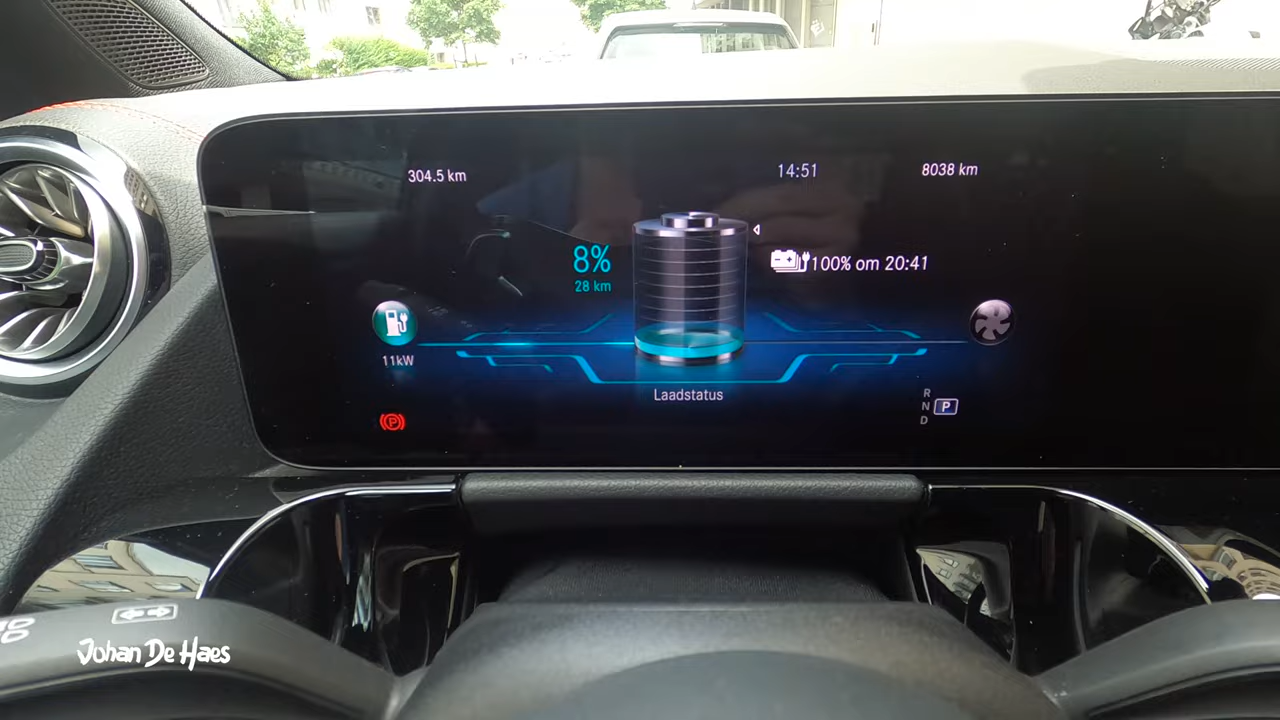 304.5 km
14:51
8038 km
8%
28 km
100% om 20:41
11kW
Laadstatus
R
N
D
P
P
Johan De Haes